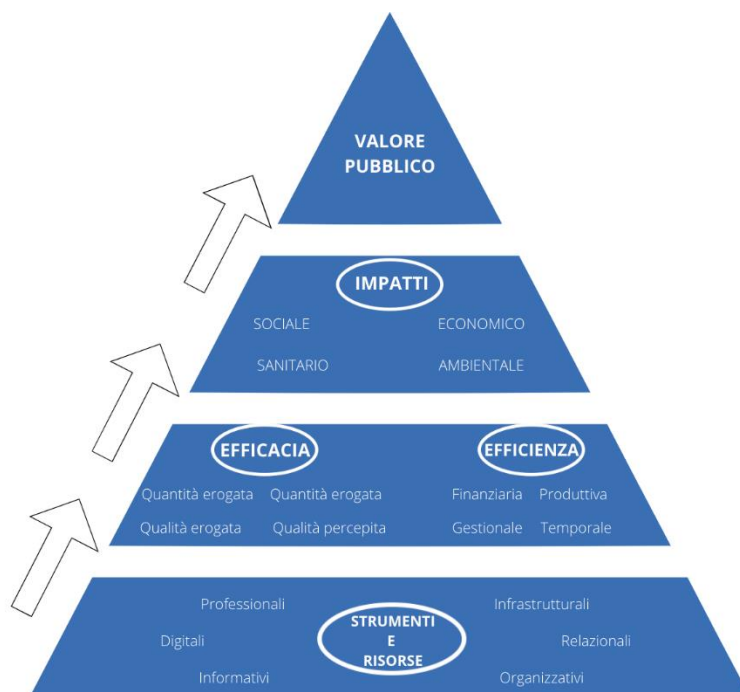 VALORE
PUBBLICO
IMPATTI
SOCIALE ECONOMICO
SANITARIO AMBIENTALE
EFFICACIA EFFICIENZA
Quantità erogata Quantità erogata Finanziaria Produttiva
Qualità erogata Qualità percepita Gestionale Temporale
Professionali Infrastrutturali
STRUMENTI
Digitali E Relazionali
RISORSE
Informativi Organizzativi